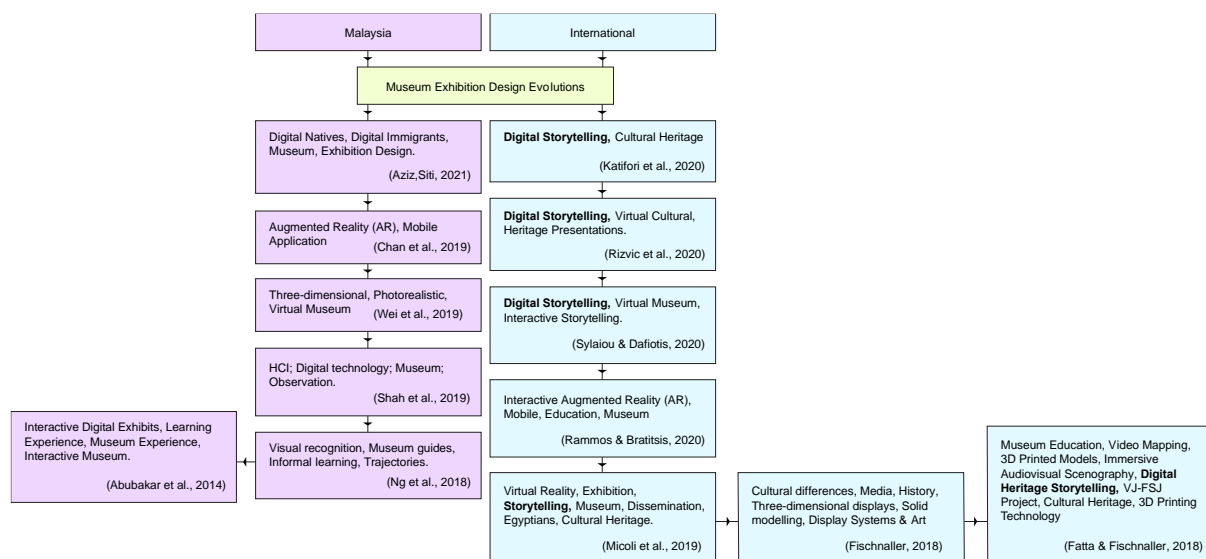 Malaysia
International
Museum Exhibition Design Evolutions
Digital Natives, Digital Immigrants,
Museum, Exhibition Design.
(Aziz,Siti, 2021)
Augmented Reality (AR), Mobile
Application
(Chan et al., 2019)
Three-dimensional, Photorealistic,
Virtual Museum
(Wei et al., 2019)
HCI; Digital technology; Museum;
Observation.
(Shah et al., 2019)
Visual recognition, Museum guides,
Informal learning, Trajectories.
(Ng et al., 2018)
Interactive Digital Exhibits, Learning
Experience, Museum Experience,
Interactive Museum.
(Abubakar et al., 2014)
Digital Storytelling, Cultural Heritage
(Katifori et al., 2020)
Digital Storytelling, Virtual Cultural,
Heritage Presentations.
(Rizvic et al., 2020)
Digital Storytelling, Virtual Museum,
Interactive Storytelling.
(Sylaiou & Dafiotis, 2020)
Interactive Augmented Reality (AR),
Mobile, Education, Museum
(Rammos & Bratitsis, 2020)
Virtual Reality, Exhibition,
Storytelling, Museum, Dissemination,
Egyptians, Cultural Heritage.
(Micoli et al., 2019)
Cultural differences, Media, History,
Three-dimensional displays, Solid
modelling, Display Systems & Art
(Fischnaller, 2018)
Museum Education, Video Mapping,
3D Printed Models, Immersive
Audiovisual Scenography, Digital
Heritage Storytelling, VJ-FSJ
Project, Cultural Heritage, 3D Printing
Technology
(Fatta & Fischnaller, 2018)